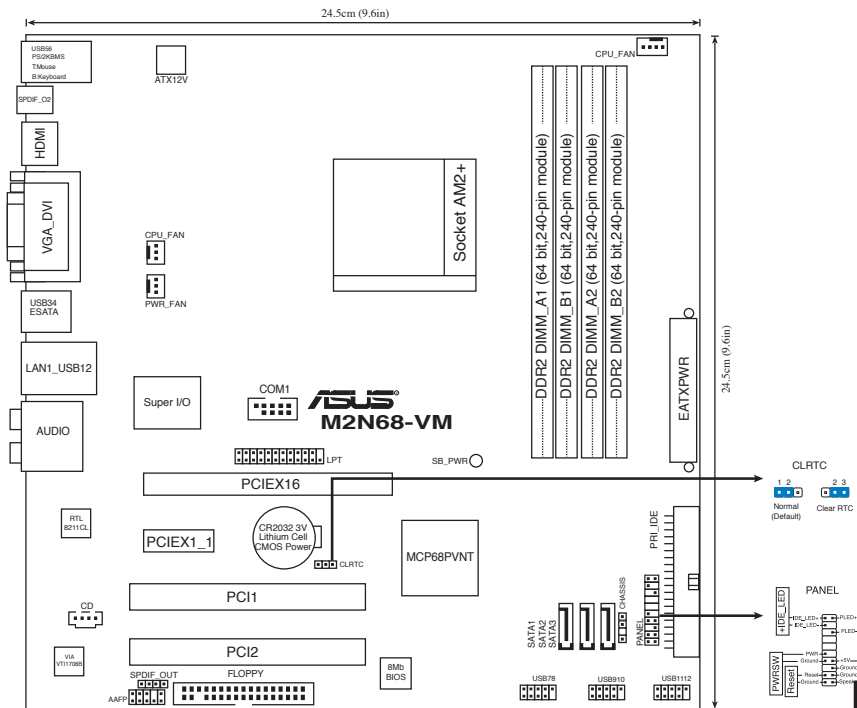 24.5cm (9.6in)
USB56
PS/2KBMS
T:Mouse
B:Keyboard
SPDIF_O2
HDMI
VGA_DVI
USB34
ESATA
LAN1_USB12
AUDIO
ATX12V
CPU_FAN
CPU_FAN
PWR_FAN
Socket AM2+
DDR2 DIMM_A1 (64 bit,240-pin module)
DDR2 DIMM_B1 (64 bit,240-pin module)
DDR2 DIMM_A2 (64 bit,240-pin module)
DDR2 DIMM_B2 (64 bit,240-pin module)
EATXPWR
24.5cm (9.6in)
Super I/O
COM1
ASUS®
M2N68-VM
LPT
SB_PWR
PCIEX16
RTL
8211CL
PCIEX1_1
CR2032 3V
Lithium Cell
CMOS Power
CLRTC
MCP68PVNT
PRI_IDE
PCI1
CD
PCI2
VIA
VT1708B
SPDIF_OUT
FLOPPY
AAFP
8Mb
BIOS
SATA1
SATA2
SATA3
CHASSIS
PANEL
USB78
USB910
USB1112
CLRTC
1 2
2 3
Normal
(Default)
Clear RTC
PANEL
+IDE_LED
IDE_LED+
IDE_LED-
PLED+
PLED-
PWRSW
PWR
Ground
Reset
Reset
Ground
+5V
Ground
Ground